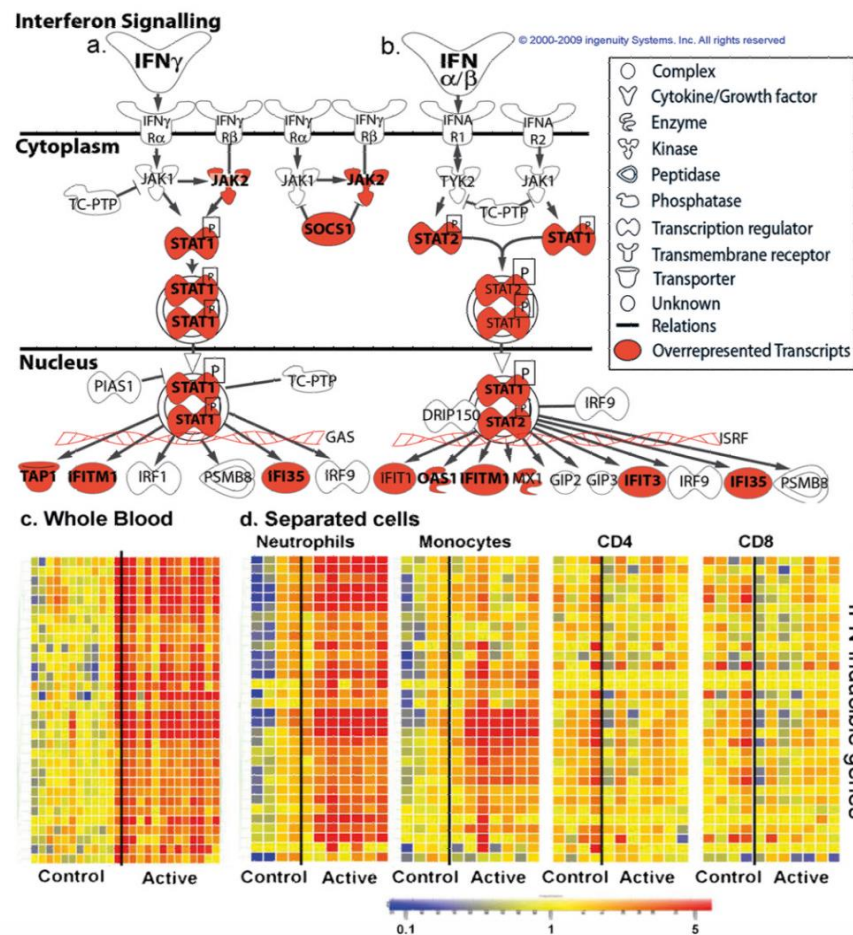 Interferon Signalling
a.
b.
© 2000-2009 ingenuity Systems. Inc. All rights reserved
IFNγ
IFN
α/β
IFNγ
Rα
IFNγ
Rβ
IFNγ
Rα
IFNγ
Rβ
IFNA
R1
IFNA
R2
Cytoplasm
JAK1
JAK2
JAK1
JAK2
TYK2
JAK1
TC-PTP
TC-PTP
SOCS1
P
STAT1
P
STAT2
P
STAT1
P
STAT1
P
STAT1
P
STAT2
P
STAT1
Nucleus
PIAS1
P
STAT1
P
STAT1
TC-PTP
GAS
P
STAT1
P
STAT2
DRIP150
IRF9
ISRF
TAP1
IFITM1
IRF1
PSMB8
IFI35
IRF9
IFIT1
OAS1
IFITM1
MX1
GIP2
GIP3
IFIT3
IRF9
IFI35
PSMB8
Complex
Cytokine/Growth factor
Enzyme
Kinase
Peptidase
Phosphatase
Transcription regulator
Transmembrane receptor
Transporter
Unknown
Relations
Overrepresented Transcripts
c. Whole Blood
Control
Active
d. Separated cells
Neutrophils
Monocytes
CD4
CD8
Control
Active
Control
Active
Control
Active
Control
Active
genes
0.1
1
5